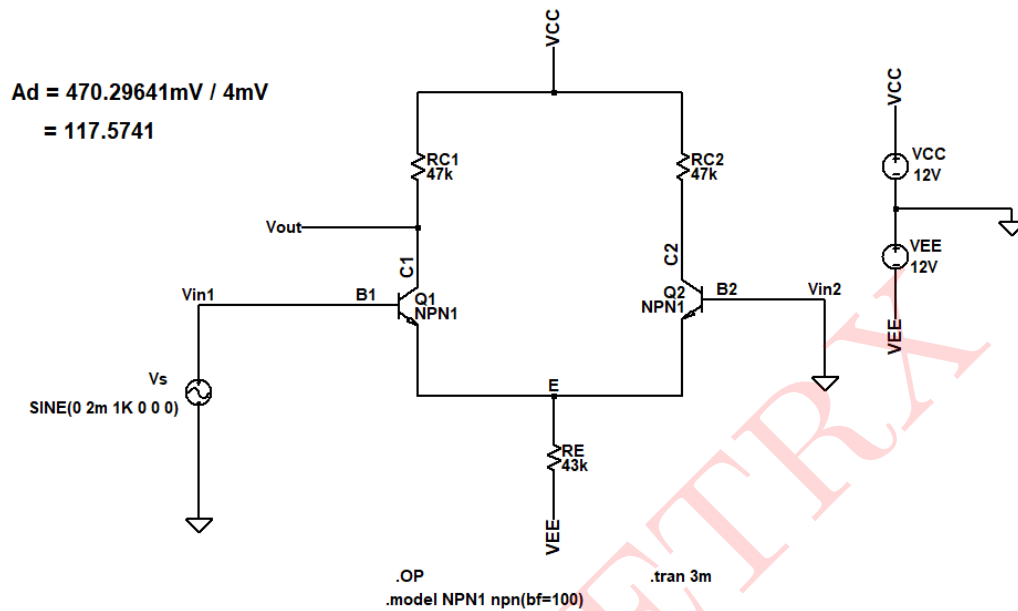 Ad = 470.29641mV / 4mV
= 117.5741
VCC
RC1
47k
RC2
47k
VCC
VCC
12V
Vout
C1
C2
VEE
12V
Vin1
B1
Q1
NPN1
Q2
NPN1
B2
Vin2
VEE
Vs
SINE(0 2m 1K 0 0 0)
E
RE
43k
VEE
.OP
.tran 3m
.model NPN1 npn(bf=100)
ETRX